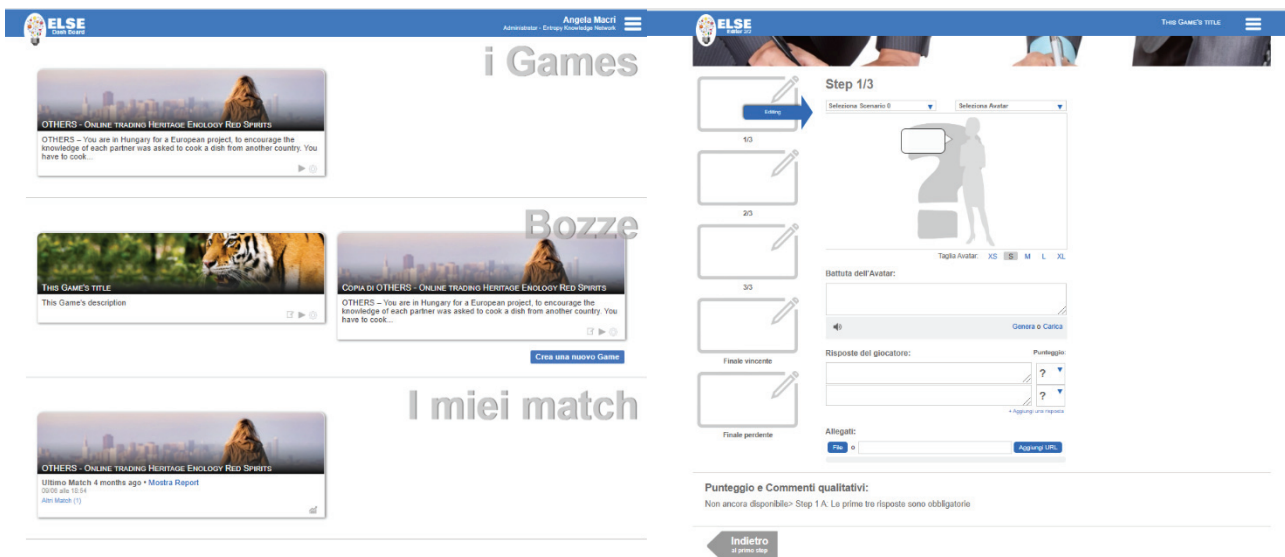 ELSE
Dash Board
Angela Macrì
Administrator - Entropy Knowledge Network
i Games
OTHERS - Online trading Heritage Enology Red Spirits
OTHERS – You are in Hungary for a European project, to encourage the
knowledge of each partner was asked to cook a dish from another country. You
have to cook...
Bozze
This Game's title
This Game's description
Copia di OTHERS - Online trading Heritage Enology Red Spirits
OTHERS – You are in Hungary for a European project, to encourage the
knowledge of each partner was asked to cook a dish from another country. You
have to cook...
Crea una nuovo Game
I miei match
OTHERS - Online trading Heritage Enology Red Spirits
Ultimo Match 4 months ago • Mostra Report
09/06 alle 16:54
Altri Match (1)
ELSE
Editor 2/3
This Game's title
Editing
1/3
2/3
3/3
Finale vincente
Finale perdente
Step 1/3
Seleziona Scenario 0
Seleziona Avatar
?
Taglia Avatar: XS S M L XL
Battuta dell'Avatar:
Genera o Carica
Risposte del giocatore:
Punteggio:
?
?
+ Aggiungi una risposta
Allegati:
File o
Aggiungi URL
Punteggio e Commenti qualitativi:
Non ancora disponibile> Step 1 A: Le prime tre risposte sono obbligatorie
Indietro
al primo step